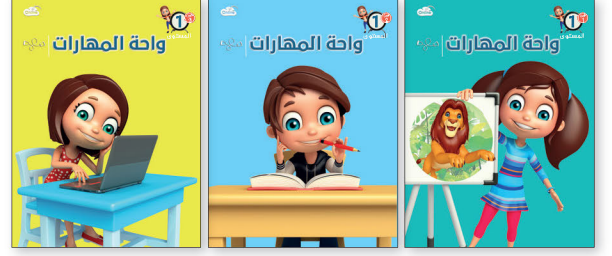 1
المستوى
واحة المهارات
1
المستوى
واحة المهارات
1
المستوى
واحة المهارات